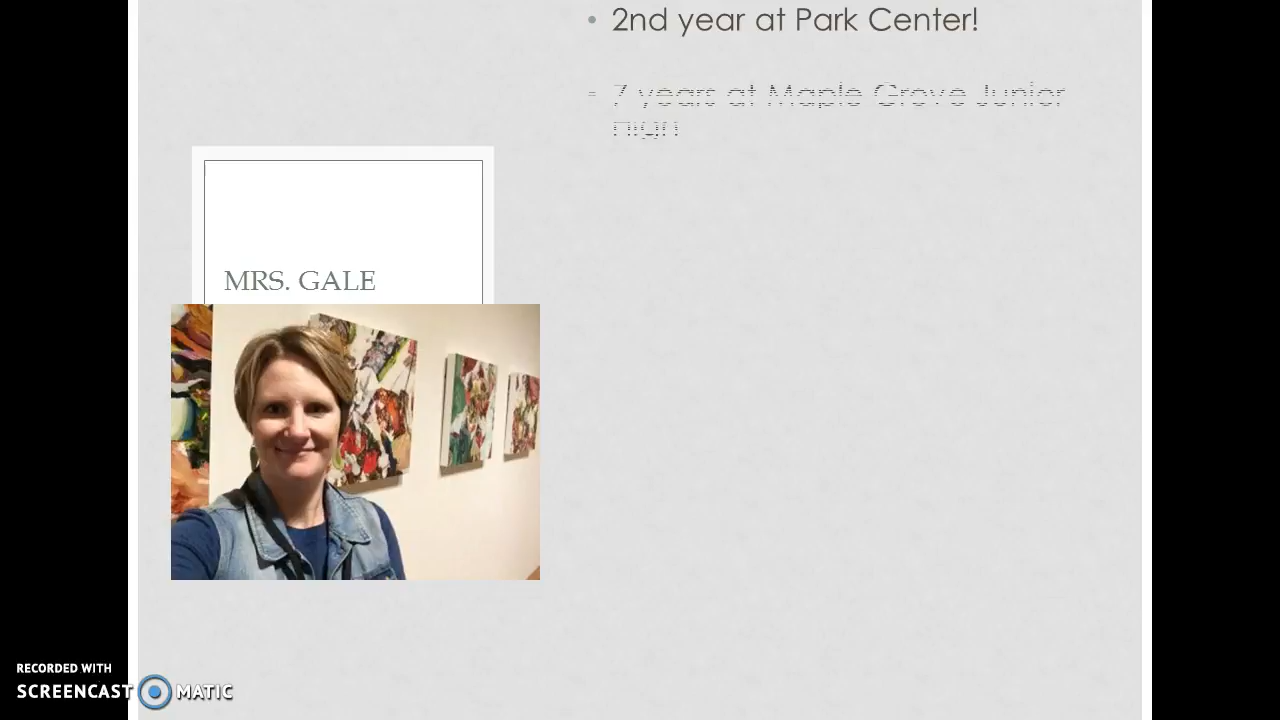 • 2nd year at Park Center!
• 7 years at Maple Grove Junior
High
MRS. GALE
RECORDED WITH
SCREENCAST MATIC